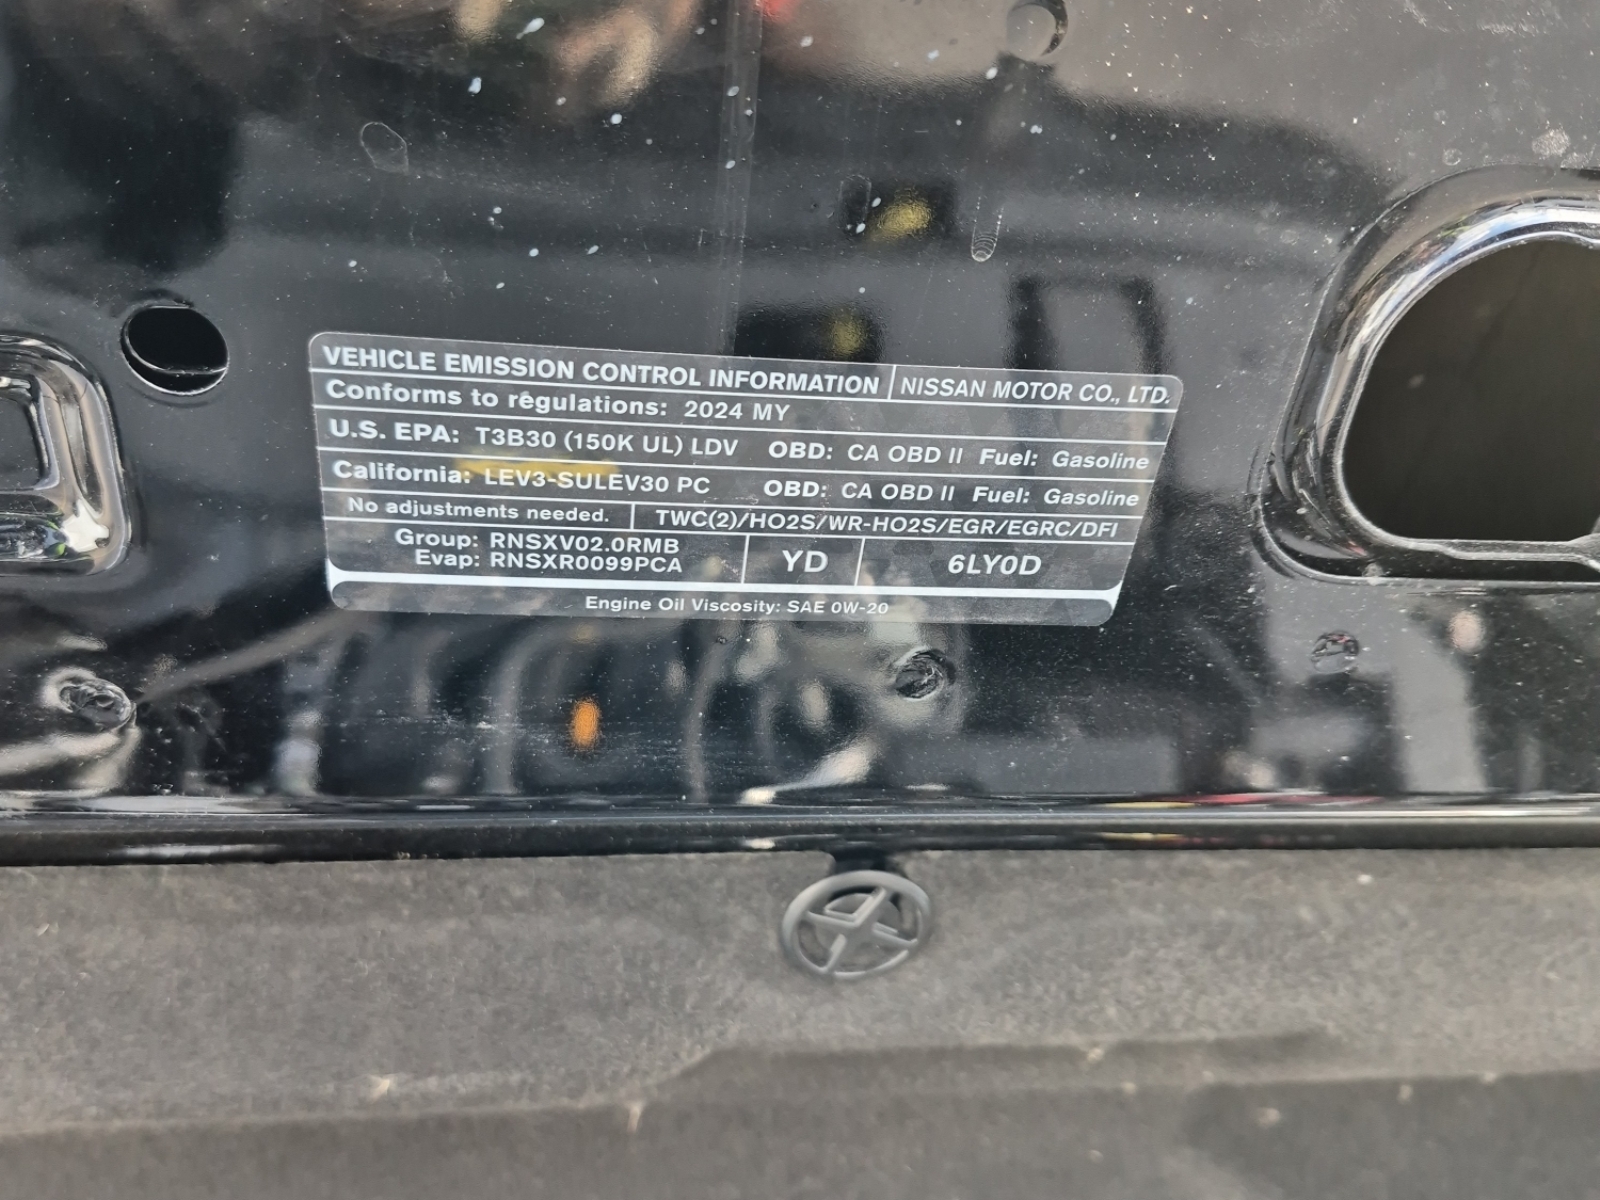 VEHICLE EMISSION CONTROL INFORMATION NISSAN MOTOR CO., LTD.
Conforms to regulations: 2024 MY
U.S. EPA: T3B30 (150K UL) LDV OBD: CA OBD II Fuel: Gasoline
California: LEV3-SULEV30 PC OBD: CA OBD II Fuel: Gasoline
No adjustments needed. TWC(2)/HO2S/WR-HO2S/EGR/EGRC/DFI
Group: RNSXV02.0RMB
Evap: RNSXR0099PCA
YD
6LY0D
Engine Oil Viscosity: SAE 0W-20